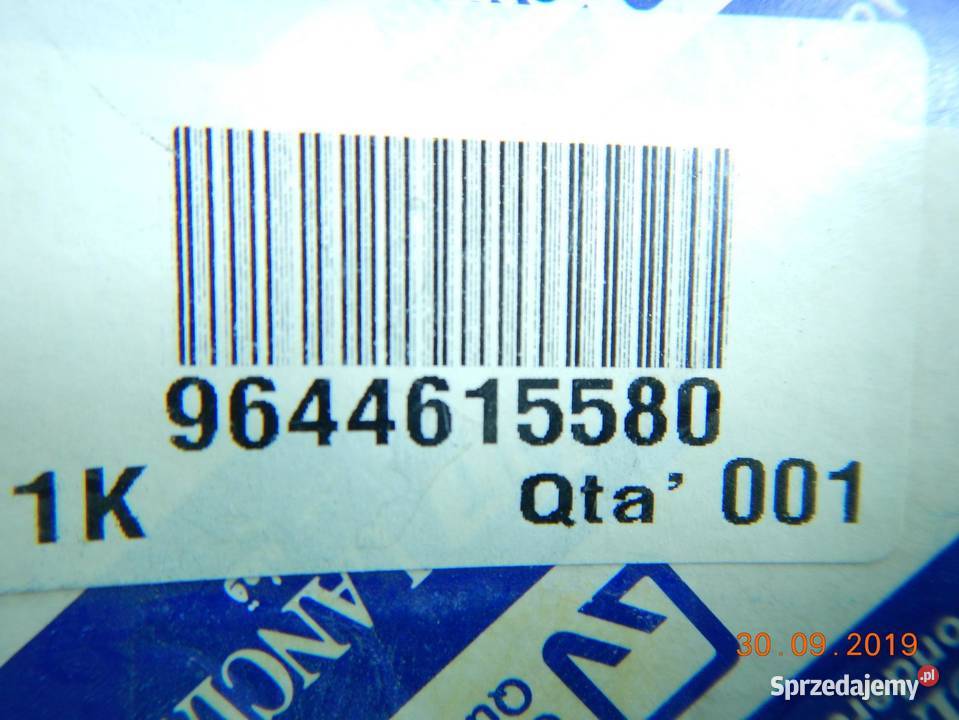 9644615580
1K Qta' 001
30.09.2019
Sprzedajemy.pl